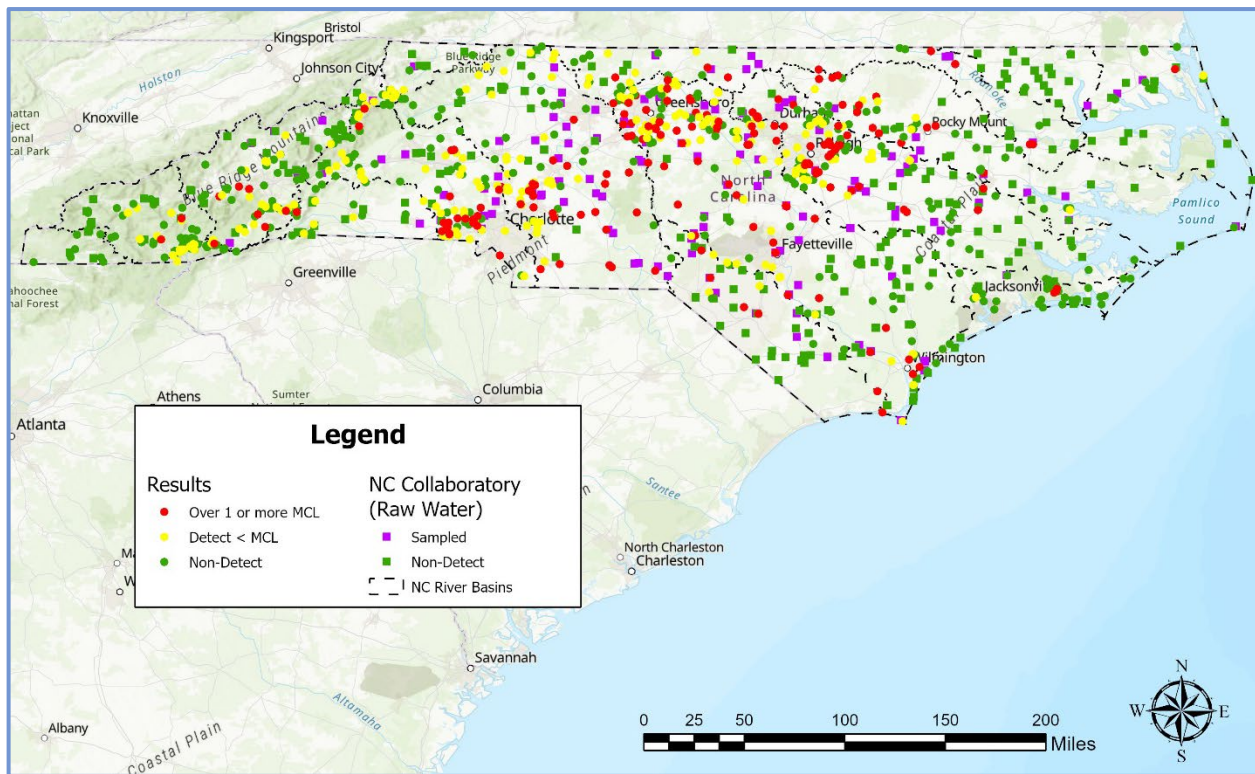 Bristol
Kingsport
Johnson City
Blue Ridge
Parkway
Holston
Knoxville
Roanoke
Greensboro
Rocky Mount
Raleigh
Blue Ridge Mountain
North
Carolina
Coastal Plain
Pamlico
Sound
Charlotte
Piedmont
Fayetteville
Greenville
Jacksonvi
Wilmington
Columbia
Athens
Sumter
Atlanta
Santee
North Charleston
Charleston
Savannah
Altamaha
Albany
Coastal Plain
Legend
Results
Over 1 or more MCL
Detect < MCL
Non-Detect
NC Collaboratory
(Raw Water)
Sampled
Non-Detect
NC River Basins
0 25 50 100 150 200
Miles
N
W E
S